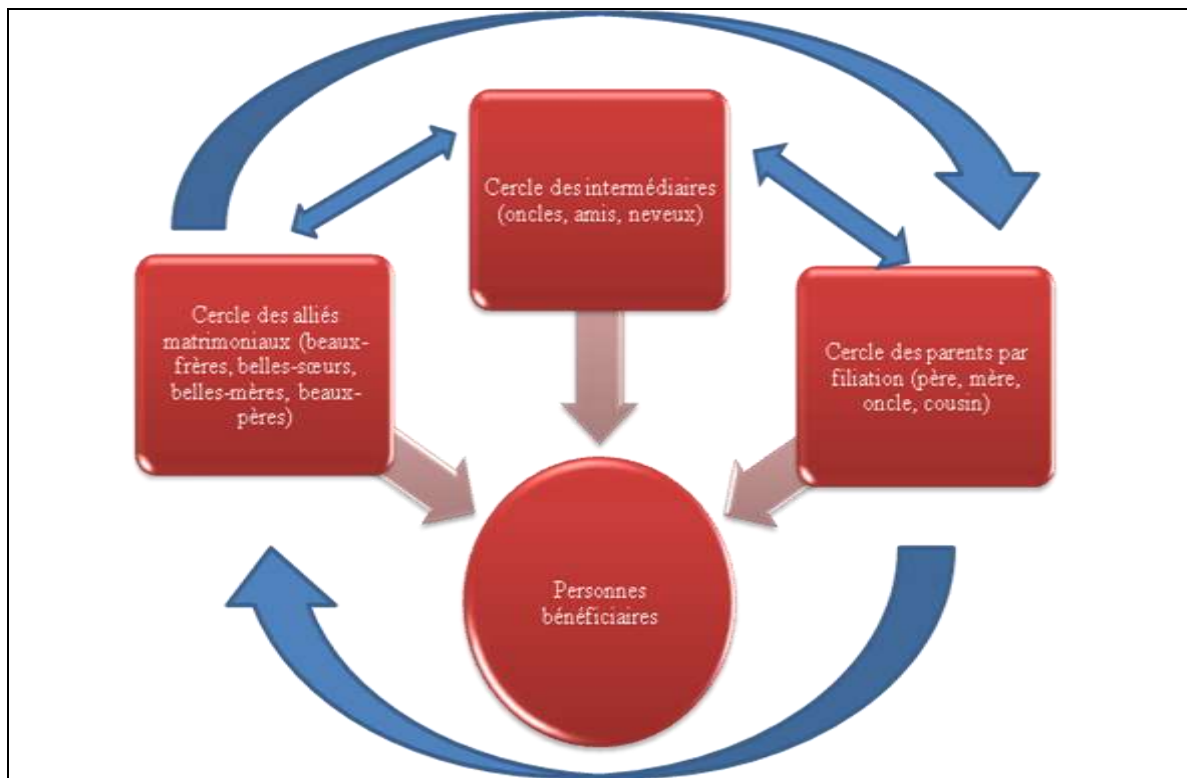 Cercle des intermédiaires
(oncles, amis, neveux)
Cercle des alliés
matrimoniaux (beaux-
frères, belles-sœurs,
belles-mères, beaux-
pères)
Cercle des parents par
filiation (père, mère,
oncle, cousin)
Personnes
bénéficiaires